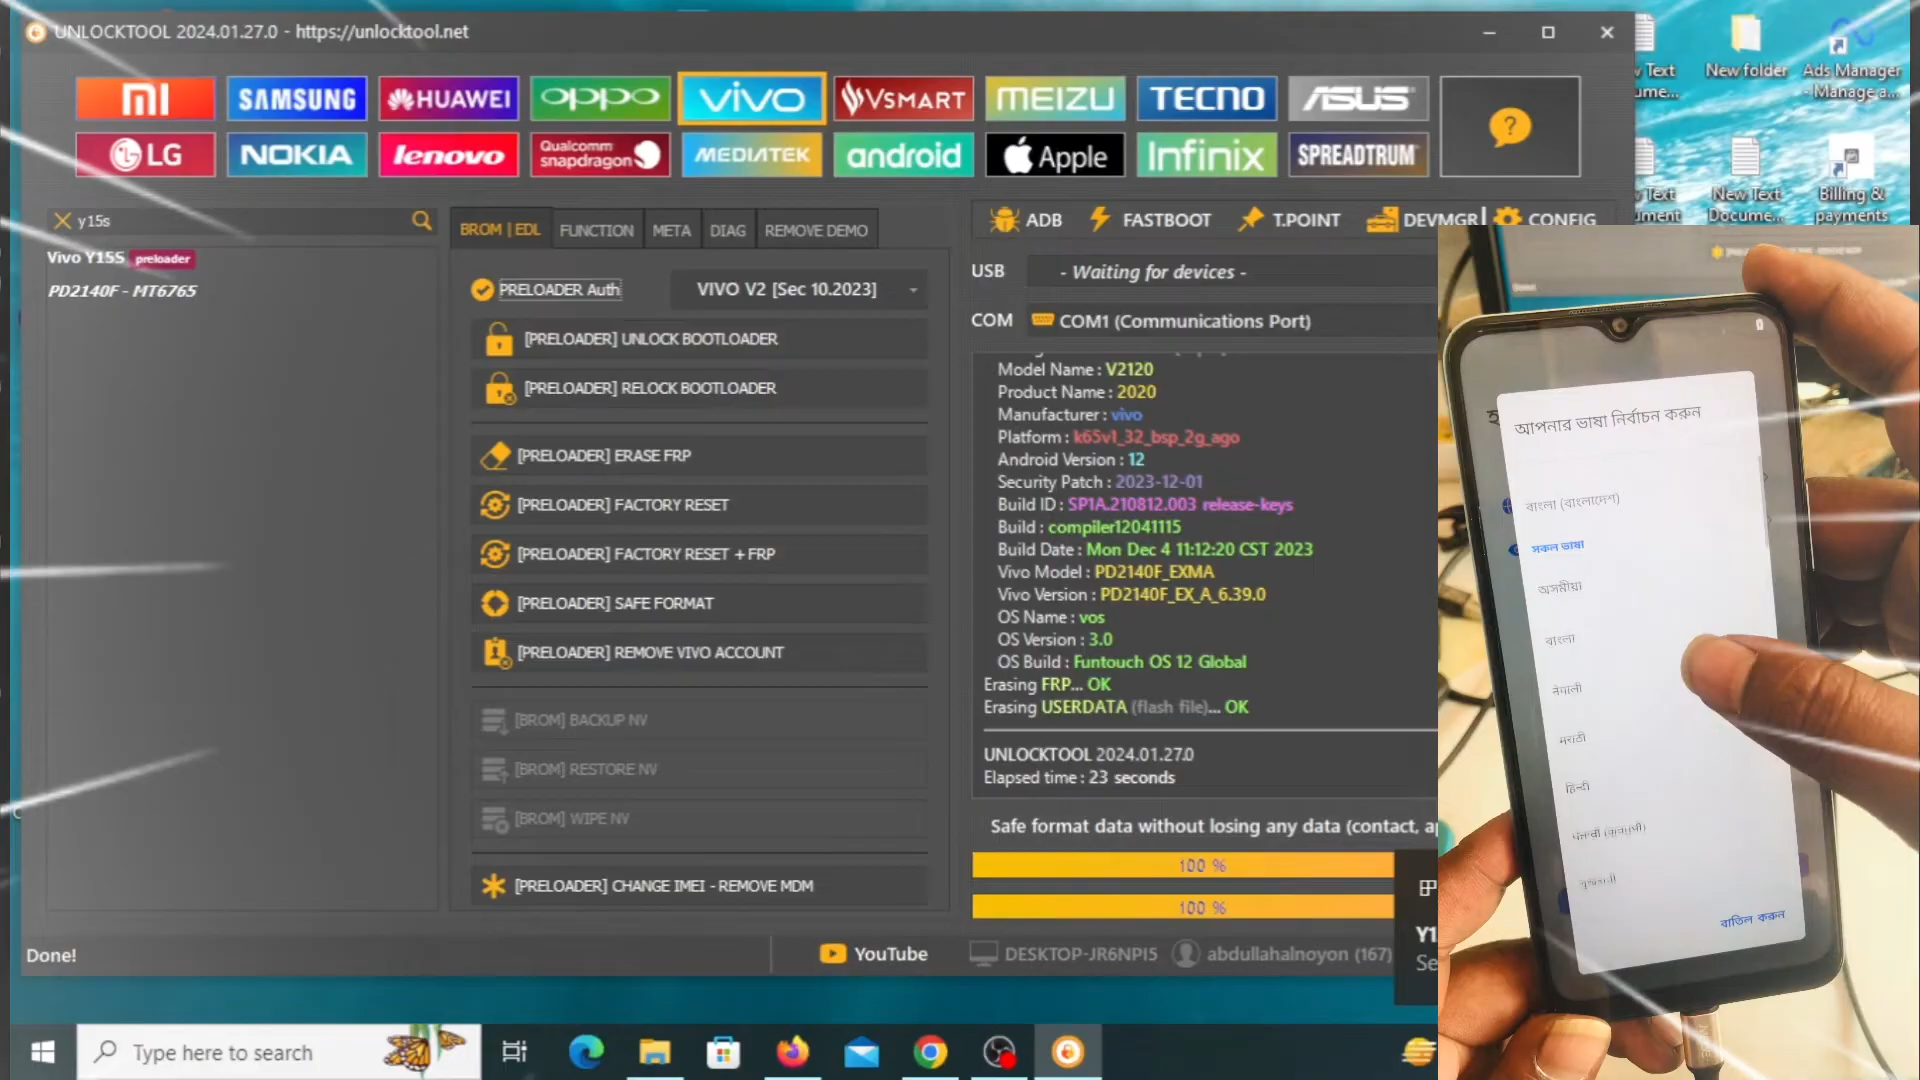 UNLOCKTOOL 2024.01.27.0 - https://unlocktool.net
MI
SAMSUNG
HUAWEI
oppo
vivo
VSMART
MEIZU
TECNO
ASUS
?
LG
NOKIA
lenovo
Qualcomm
snapdragon
MEDIATEK
android
Apple
Infinix
SPREADTRUM
New folder
Ads Manager
- Manage a...
New Text
Docume...
Billing &
payments
y15s
BROM | EDL
FUNCTION
META
DIAG
REMOVE DEMO
ADB
FASTBOOT
T.POINT
DEVMGR
CONFIG
Vivo Y15S preloader
PD2140F - MT6765
PRELOADER Auth
VIVO V2 [Sec 10.2023]
[PRELOADER] UNLOCK BOOTLOADER
[PRELOADER] RELOCK BOOTLOADER
[PRELOADER] ERASE FRP
[PRELOADER] FACTORY RESET
[PRELOADER] FACTORY RESET + FRP
[PRELOADER] SAFE FORMAT
[PRELOADER] REMOVE VIVO ACCOUNT
[BROM] BACKUP NV
[BROM] RESTORE NV
[BROM] WIPE NV
[PRELOADER] CHANGE IMEI - REMOVE MDM
USB - Waiting for devices -
COM COM1 (Communications Port)
Model Name : V2120
Product Name : 2020
Manufacturer : vivo
Platform : k65v1_32_bsp_2g_ago
Android Version : 12
Security Patch : 2023-12-01
Build ID : SP1A.210812.003 release-keys
Build : compiler12041115
Build Date : Mon Dec 4 11:12:20 CST 2023
Vivo Model : PD2140F_EXMA
Vivo Version : PD2140F_EX_A_6.39.0
OS Name : vos
OS Version : 3.0
OS Build : Funtouch OS 12 Global
Erasing FRP... OK
Erasing USERDATA (flash file)... OK
UNLOCKTOOL 2024.01.27.0
Elapsed time : 23 seconds
Safe format data without losing any data (contact,
100 %
100 %
Done!
YouTube
DESKTOP-JR6NPI5
abdullahalnoyon (167)
Type here to search
আপনার ভাষা নির্বাচন করুন
বাংলা (বাংলাদেশ)
সকল ভাষা
অসমীয়া
বাংলা
नेपाली
मराठी
हिन्दी
বাতিল করুন